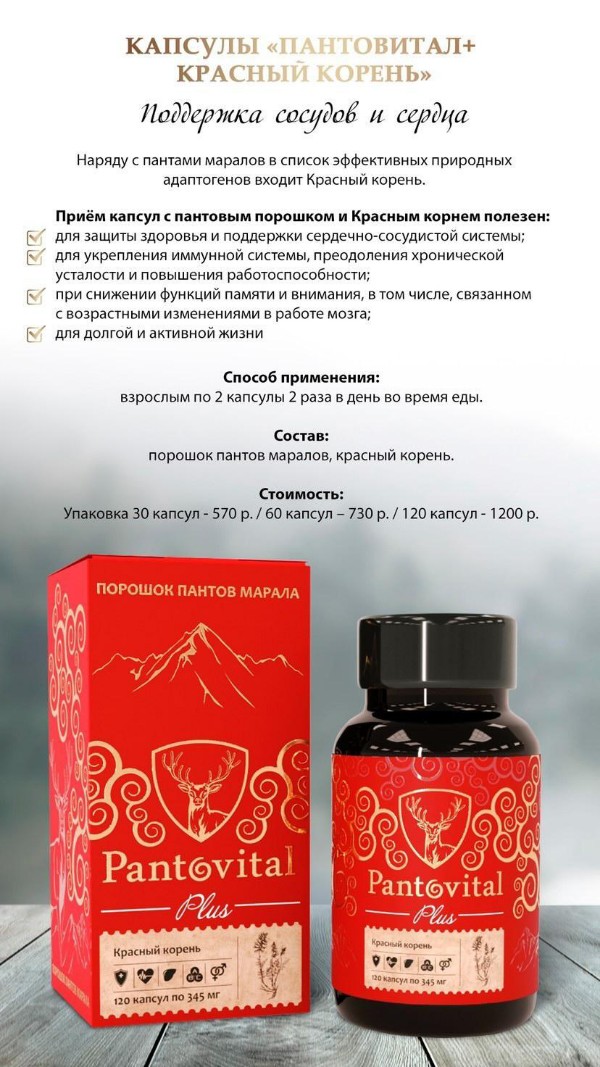 КАПСУЛЫ «ПАНТОВИТАЛ+
КРАСНЫЙ КОРЕНЬ»
Поддержка сосудов и сердца
Наряду с пантами маралов в список эффективных природных
адаптогенов входит Красный корень.
Приём капсул с пантовым порошком и Красным корнем полезен:
для защиты здоровья и поддержки сердечно-сосудистой системы;
для укрепления иммунной системы, преодоления хронической
усталости и повышения работоспособности;
при снижении функций памяти и внимания, в том числе, связанном
с возрастными изменениями в работе мозга;
для долгой и активной жизни
Способ применения:
взрослым по 2 капсулы 2 раза в день во время еды.
Состав:
порошок пантов маралов, красный корень.
Стоимость:
Упаковка 30 капсул - 570 р. / 60 капсул – 730 р. / 120 капсул - 1200 р.
ПОРОШОК ПАНТОВ МАРАЛА
Pantovital
Plus
Красный корень
120 капсул по 345 мг
ПОРОШОК ПАНТОВ МАРАЛА
Pantovital
Plus
Красный корень
120 капсул по 345 мг